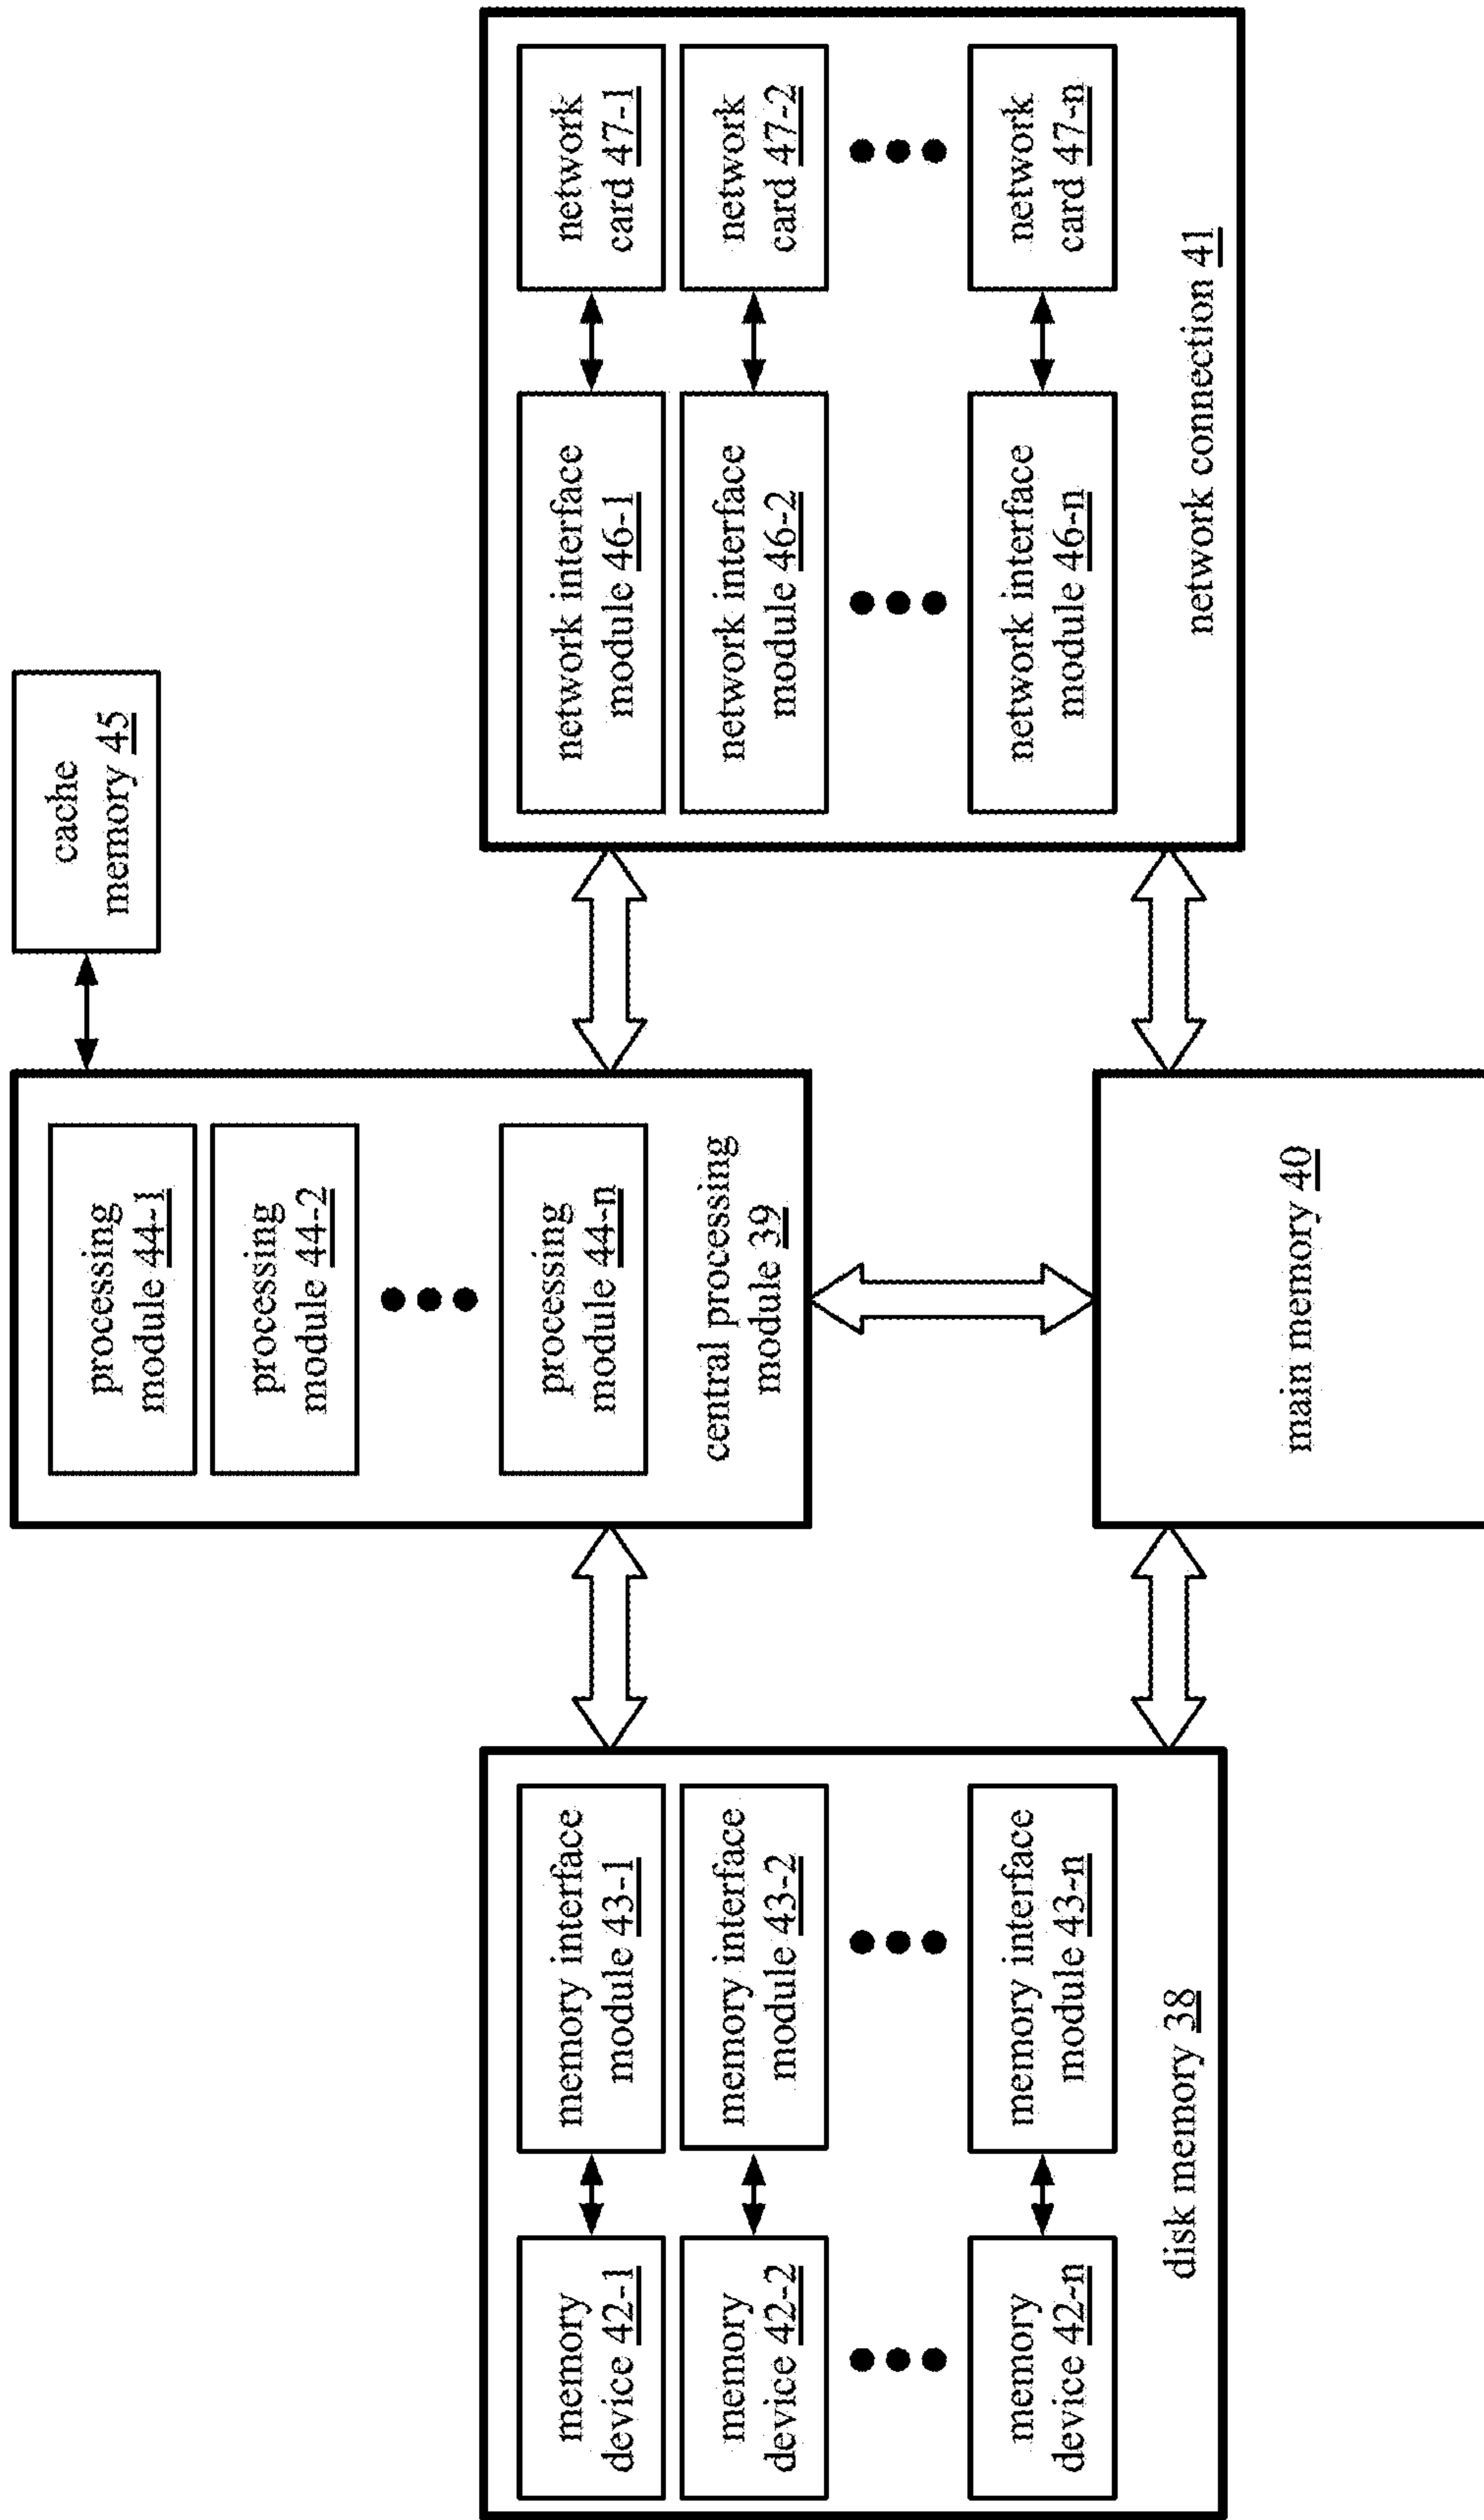 memory
device 42-1
memory
device 42-2
memory
device 42-n
memory interface
module 43-1
memory interface
module 43-2
memory interface
module 43-n
disk memory 38
processing
module 44-1
processing
module 44-2
processing
module 44-n
central processing
module 39
main memory 40
cache
memory 45
network interface
module 46-1
network interface
module 46-2
network interface
module 46-n
network
card 47-1
network
card 47-2
network
card 47-n
network connection 41